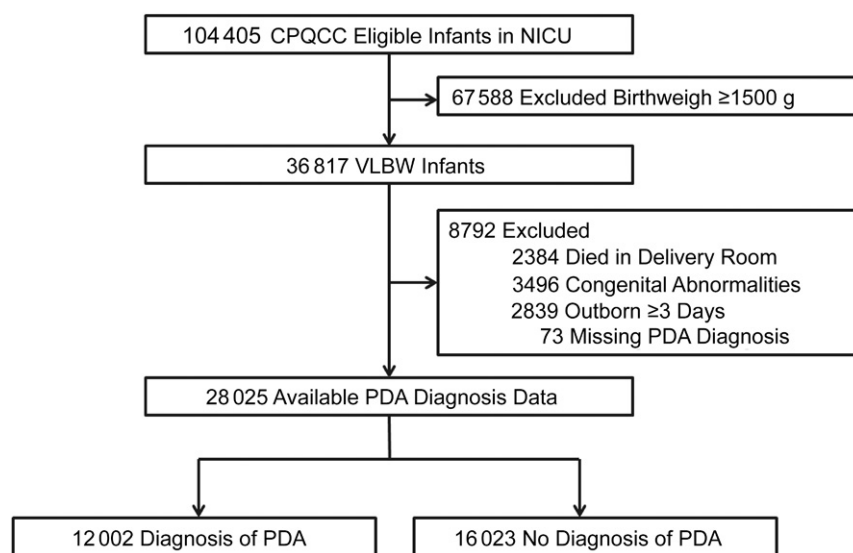 104 405 CPQCC Eligible Infants in NICU
67 588 Excluded Birthweigh ≥1500 g
36 817 VLBW Infants
8792 Excluded
2384 Died in Delivery Room
3496 Congenital Abnormalities
2839 Outborn ≥3 Days
73 Missing PDA Diagnosis
28 025 Available PDA Diagnosis Data
12 002 Diagnosis of PDA
16 023 No Diagnosis of PDA